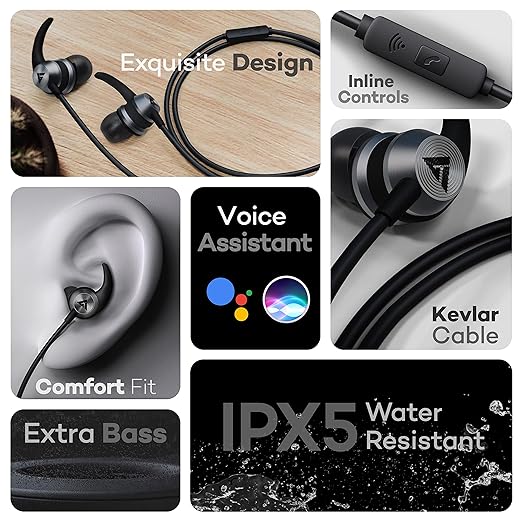 Exquisite Design
Inline
Controls
Voice
Assistant
Kevlar
Cable
Comfort Fit
Extra Bass
IPX5 Water
Resistant